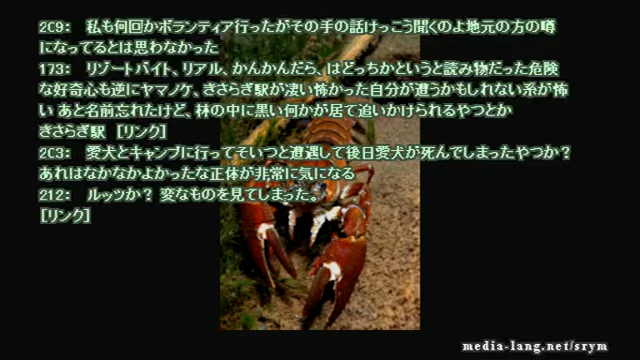 2C9:　私も何回かボランティア行ったがその手の話けっこう聞くのよ地元の方の噂
になってるとは思わなかった
173:　リゾートバイト、リアル、かんかんだら、はどっちかというと読み物だった危険
な好奇心も逆にヤマノケ、きさらぎ駅が凄い怖かった自分が遭うかもしれない糸が怖
い あと名前忘れたけど、林の中に黒い何かが居て追いかけられるやつとか
きさらぎ駅　[リンク]
2C3:　愛犬とキャンプに行ってそいつと遭遇して後日愛犬が死んでしまったやつか？
あれはなかなかよかったな正体が非常に気になる
212:　ルッツか？ 変なものを見てしまった。
[リンク]
media-lang.net/srym